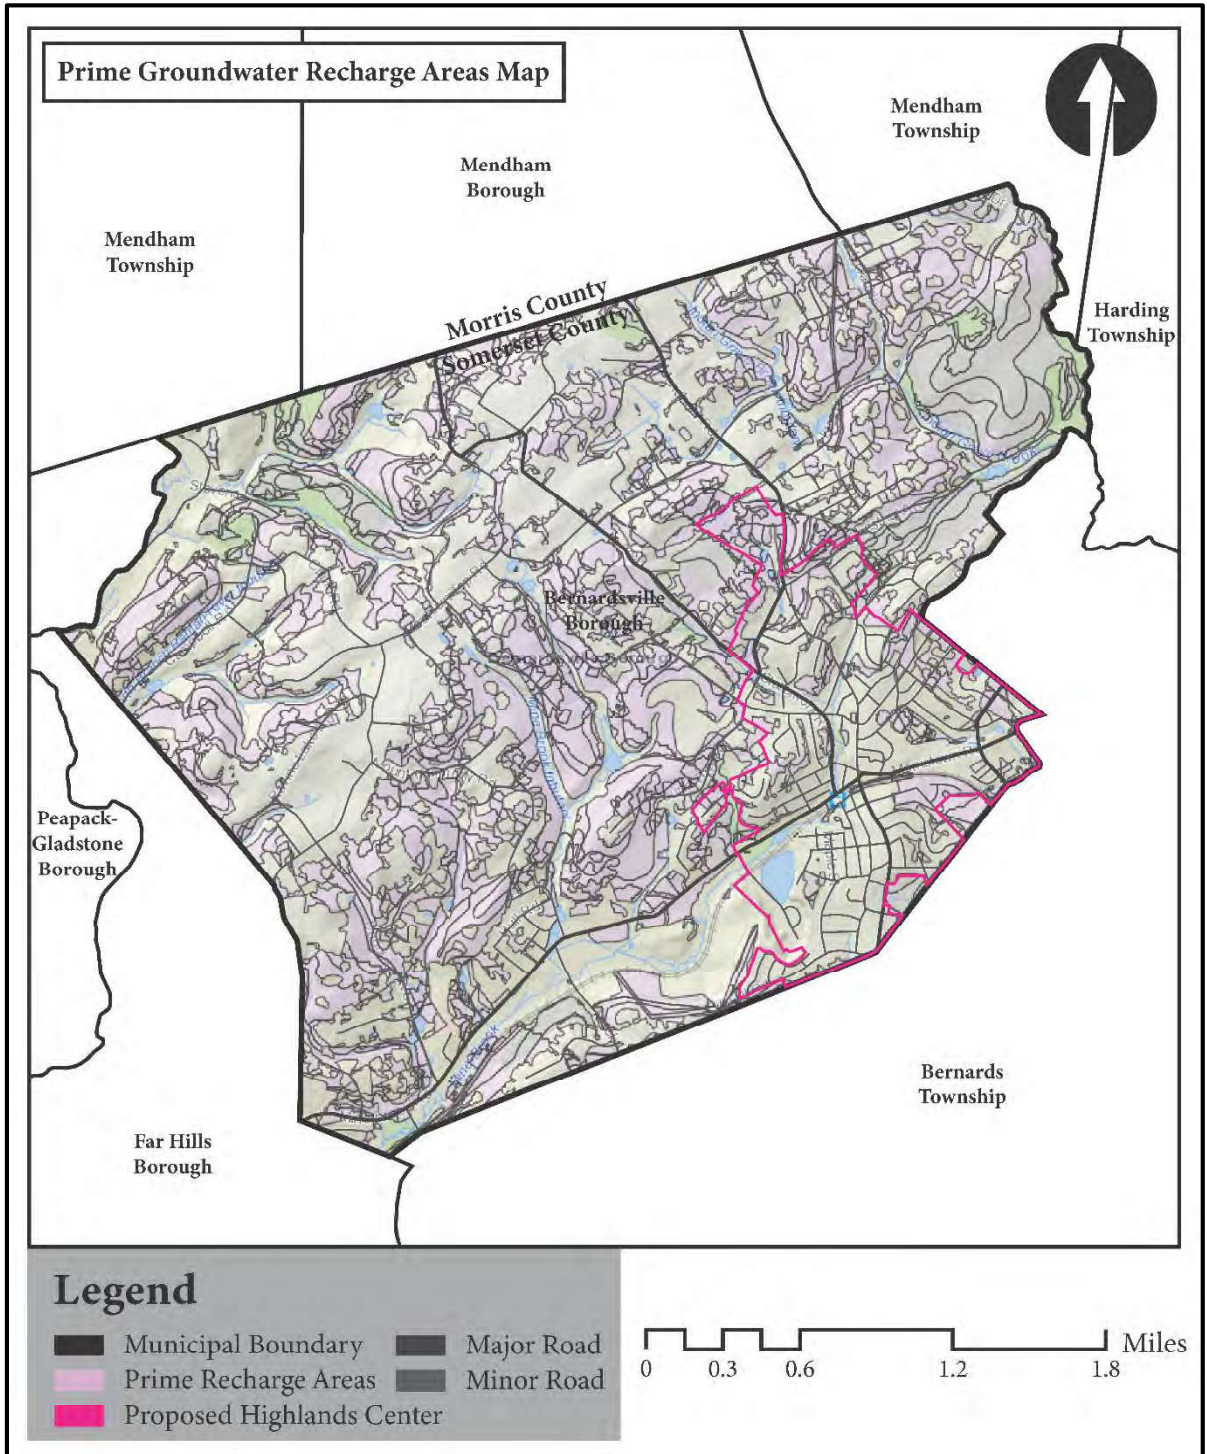 Prime Groundwater Recharge Areas Map
Mendham
Township
Mendham
Borough
Mendham
Township
Morris County
Somerset County
Harding
Township
Bernardsville
Borough
Peapack-
Gladstone
Borough
Bernards
Township
Far Hills
Borough
Legend
Municipal Boundary
Major Road
Prime Recharge Areas
Minor Road
Proposed Highlands Center
0
0.3
0.6
1.2
1.8
Miles